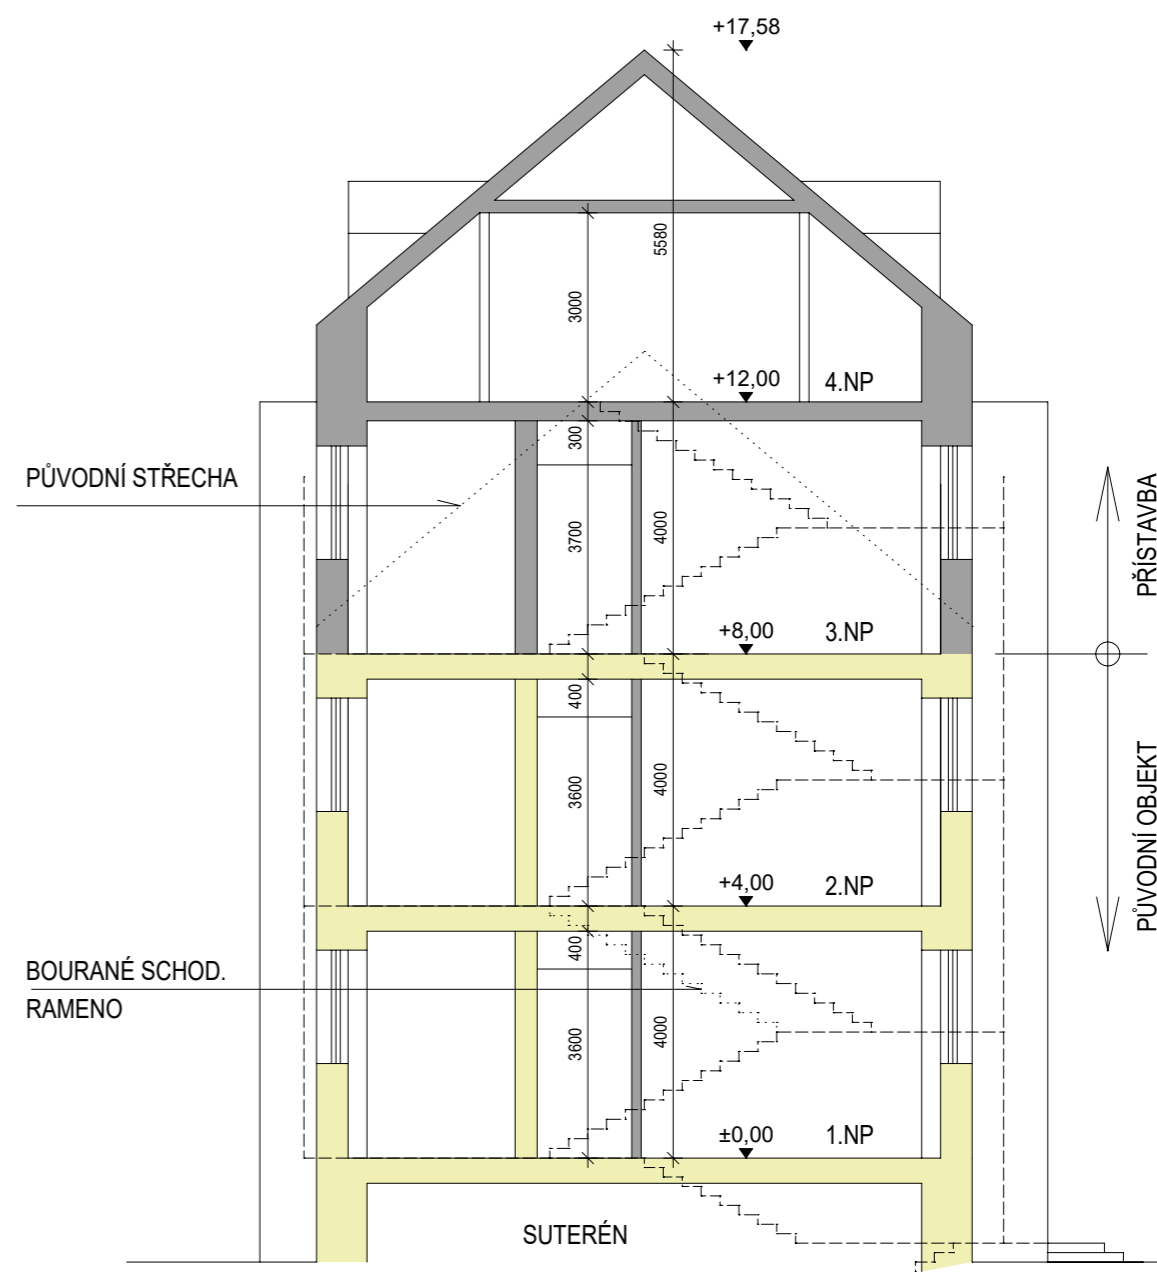 +17,58
5580
3000
+12,00
4.NP
300
PŮVODNÍ STŘECHA
3700
4000
PŘÍSTAVBA
+8,00
3.NP
400
3600
4000
PŮVODNÍ OBJEKT
+4,00
2.NP
400
BOURANÉ SCHOD.
RAMENO
3600
4000
±0,00
1.NP
SUTERÉN